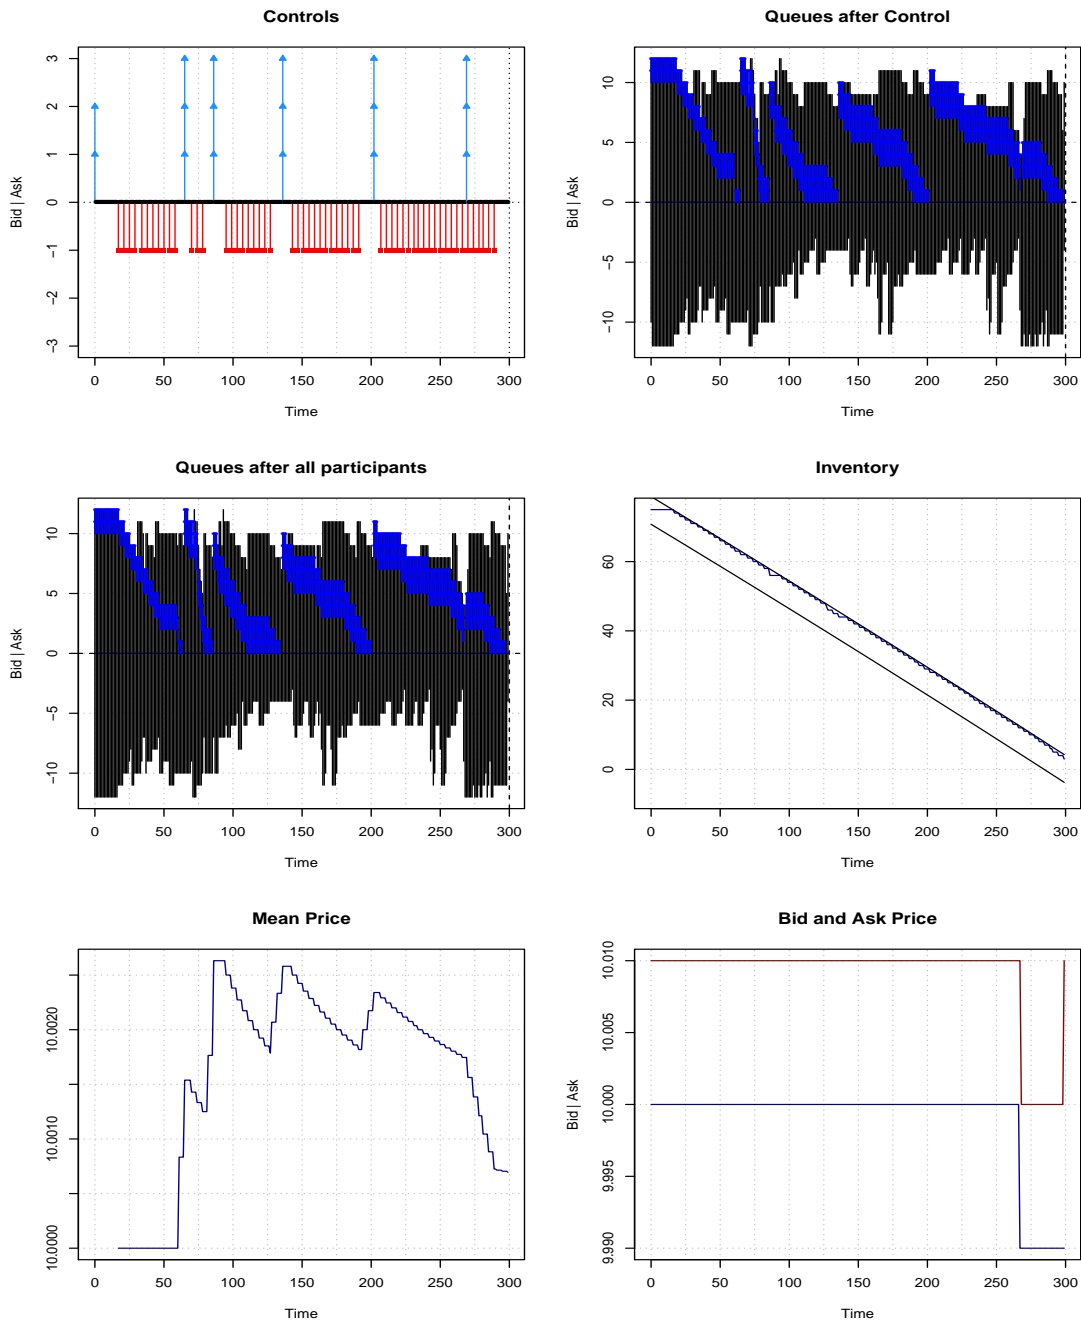 Controls
Bid | Ask
3
2
1
0
−1
−2
−3
0 50 100 150 200 250 300
Time
Queues after Control
Bid | Ask
10
5
0
−5
−10
0 50 100 150 200 250 300
Time
Queues after all participants
Bid | Ask
10
5
0
−5
−10
0 50 100 150 200 250 300
Time
Inventory
60
40
20
0
0 50 100 150 200 250 300
Time
Mean Price
10.0020
10.0010
10.0000
0 50 100 150 200 250 300
Time
Bid and Ask Price
Bid | Ask
10.010
10.005
10.000
9.995
9.990
0 50 100 150 200 250 300
Time